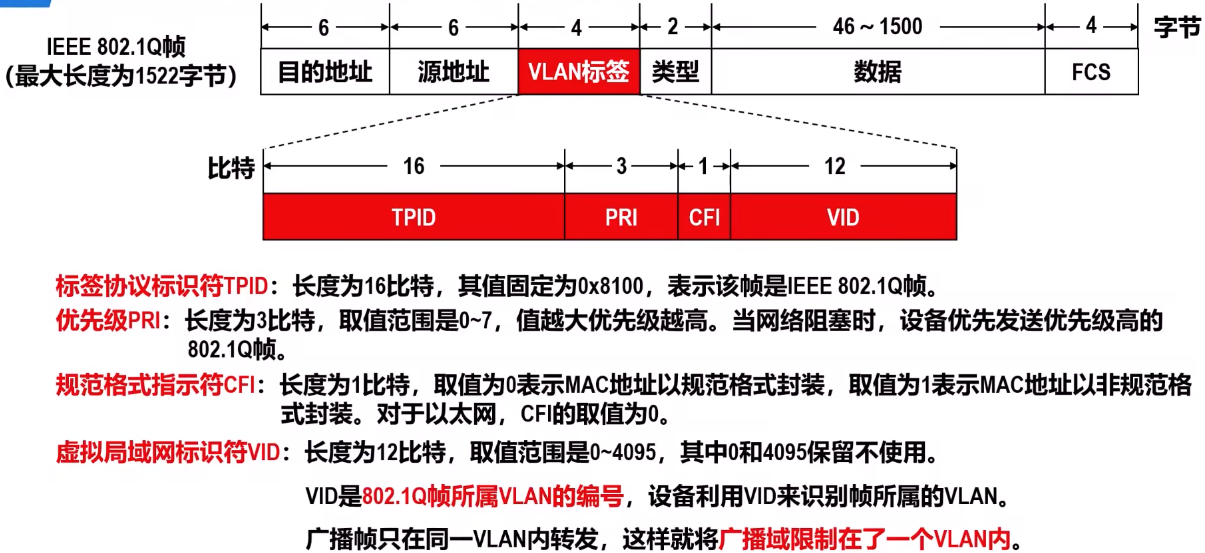 6 6 4 2 46～1500 4 字节
IEEE 802.1Q帧
（最大长度为1522字节）
目的地址 源地址 VLAN标签 类型 数据 FCS
比特 16 3 1 12
TPID PRI CFI VID
标签协议标识符TPID：长度为16比特，其值固定为0x8100，表示该帧是IEEE 802.1Q帧。
优先级PRI：长度为3比特，取值范围是0~7，值越大优先级越高。当网络阻塞时，设备优先发送优先级高的
802.1Q帧。
规范格式指示符CFI：长度为1比特，取值为0表示MAC地址以规范格式封装，取值为1表示MAC地址以非规范格
式封装。对于以太网，CFI的取值为0。
虚拟局域网标识符VID：长度为12比特，取值范围是0~4095，其中0和4095保留不使用。
VID是802.1Q帧所属VLAN的编号，设备利用VID来识别帧所属的VLAN。
广播帧只在同一VLAN内转发，这样就将广播域限制在了一个VLAN内。